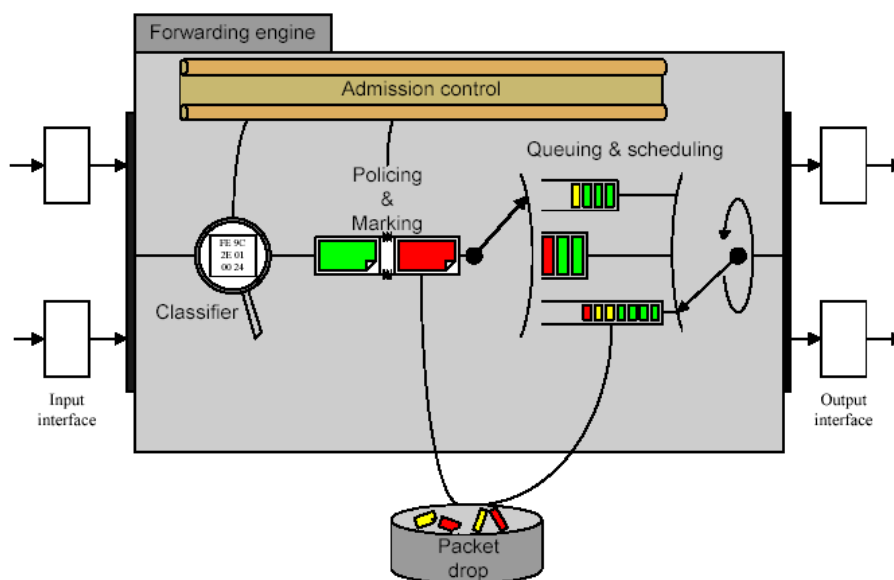 Forwarding engine
Admission control
Queuing & scheduling
Policing
&
Marking
FE 9C
2E 01
00 24
Classifier
Input
interface
Output
interface
Packet
drop